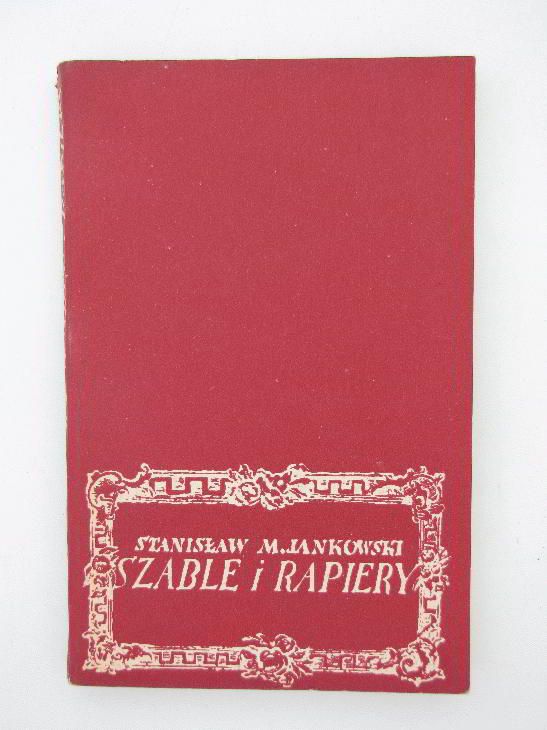 STANISŁAW M. JANKOWSKI
SZABLE i RAPIERY